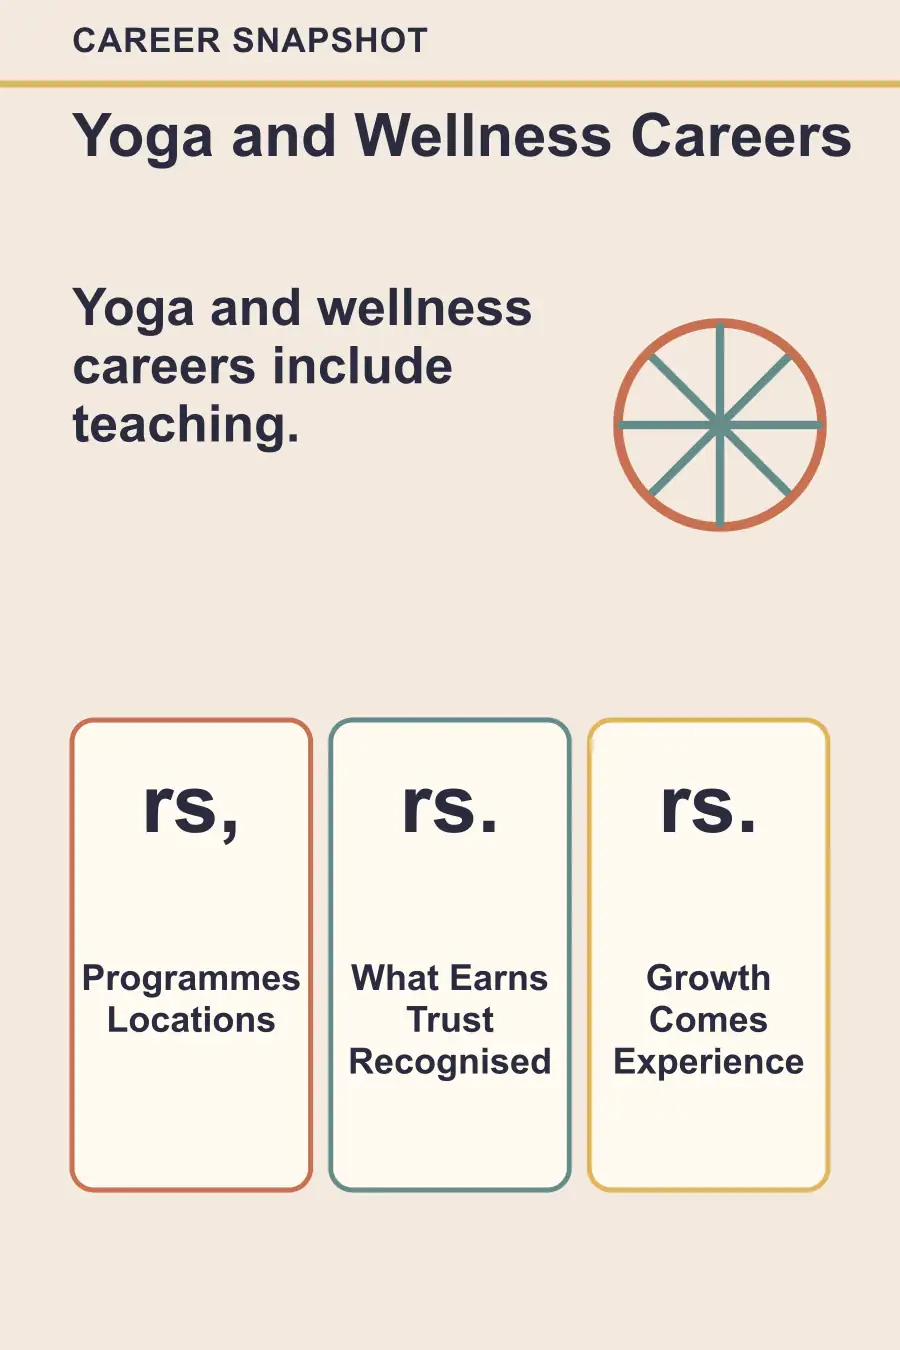 CAREER SNAPSHOT
Yoga and Wellness Careers
Yoga and wellness
careers include
teaching.
rs,
Programmes
Locations
rs.
What Earns
Trust
Recognised
rs.
Growth
Comes
Experience